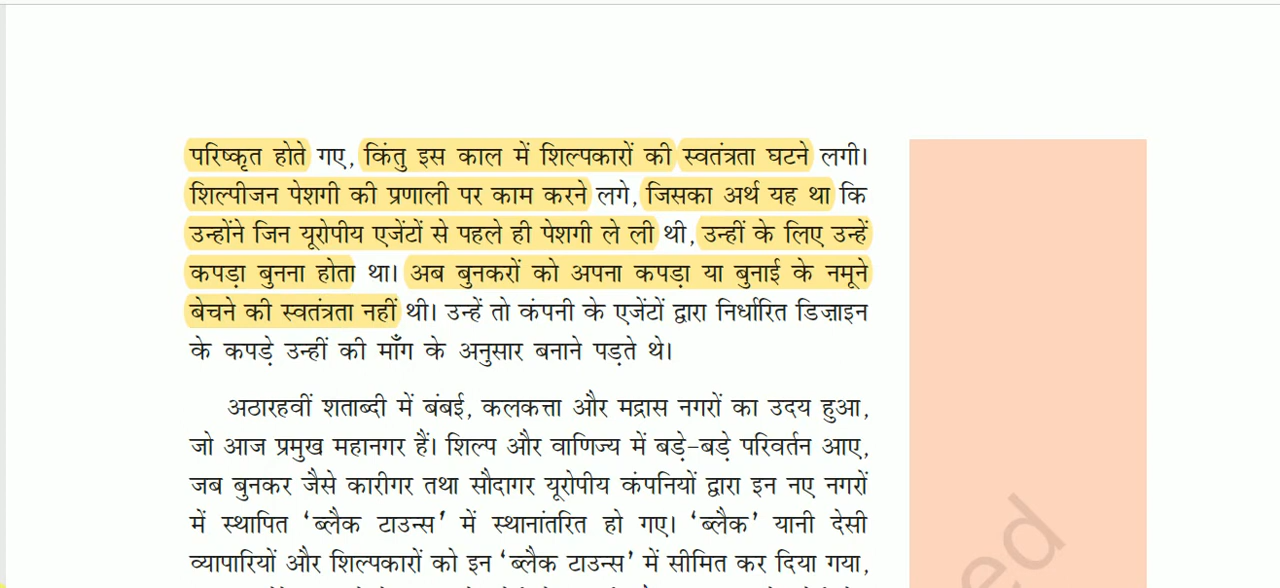 परिष्कृत होते गए, किंतु इस काल में शिल्पकारों की स्वतंत्रता घटने लगी।
शिल्पीजन पेशगी की प्रणाली पर काम करने लगे, जिसका अर्थ यह था कि
उन्होंने जिन यूरोपीय एजेंटों से पहले ही पेशगी ले ली थी, उन्हीं के लिए उन्हें
कपड़ा बुनना होता था। अब बुनकरों को अपना कपड़ा या बुनाई के नमूने
बेचने की स्वतंत्रता नहीं थी। उन्हें तो कंपनी के एजेंटों द्वारा निर्धारित डिज़ाइन
के कपड़े उन्हीं की माँग के अनुसार बनाने पड़ते थे।
अठारहवीं शताब्दी में बंबई, कलकत्ता और मद्रास नगरों का उदय हुआ,
जो आज प्रमुख महानगर हैं। शिल्प और वाणिज्य में बड़े-बड़े परिवर्तन आए,
जब बुनकर जैसे कारीगर तथा सौदागर यूरोपीय कंपनियों द्वारा इन नए नगरों
में स्थापित ‘ब्लैक टाउन्स’ में स्थानांतरित हो गए। ‘ब्लैक’ यानी देसी
व्यापारियों और शिल्पकारों को इन ‘ब्लैक टाउन्स’ में सीमित कर दिया गया,
ed